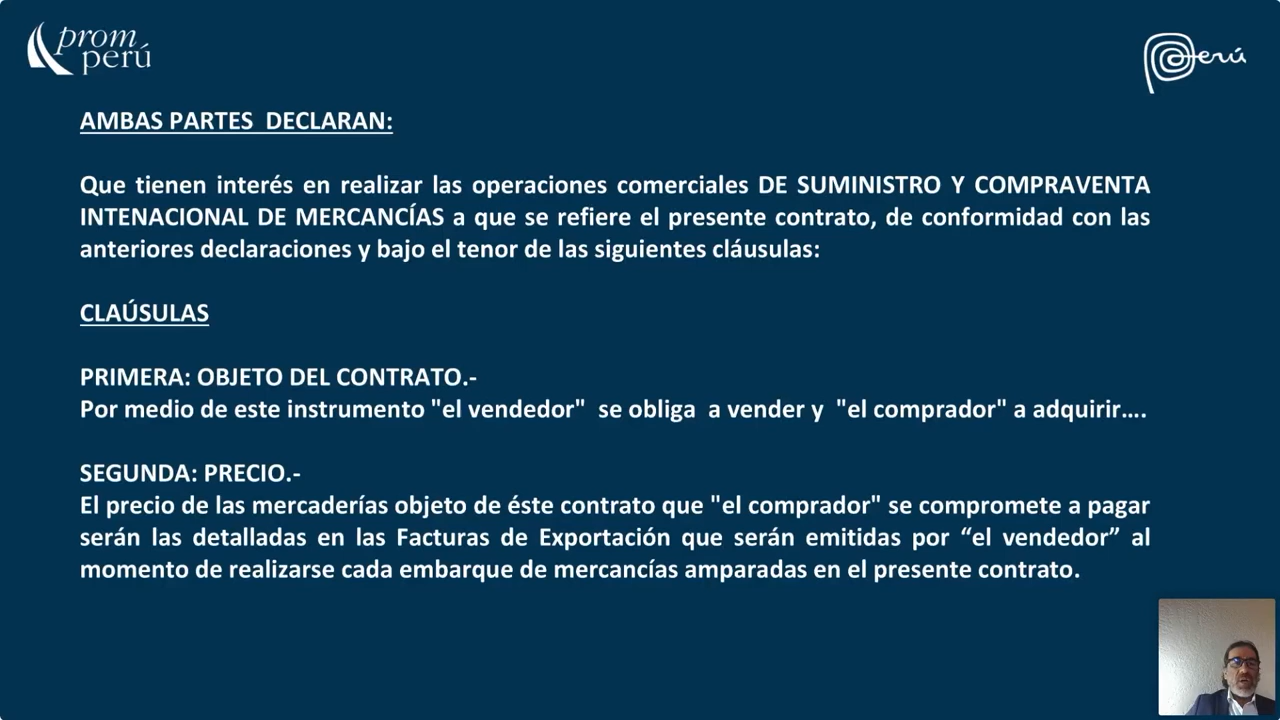 prom
perú
Perú
AMBAS PARTES  DECLARAN:
Que tienen interés en realizar las operaciones comerciales DE SUMINISTRO Y COMPRAVENTA
INTENACIONAL DE MERCANCÍAS a que se refiere el presente contrato, de conformidad con las
anteriores declaraciones y bajo el tenor de las siguientes cláusulas:
CLAÚSULAS
PRIMERA: OBJETO DEL CONTRATO.-
Por medio de este instrumento "el vendedor"  se obliga  a vender y  "el comprador" a adquirir….
SEGUNDA: PRECIO.-
El precio de las mercaderías objeto de éste contrato que "el comprador" se compromete a pagar
serán las detalladas en las Facturas de Exportación que serán emitidas por “el vendedor” al
momento de realizarse cada embarque de mercancías amparadas en el presente contrato.